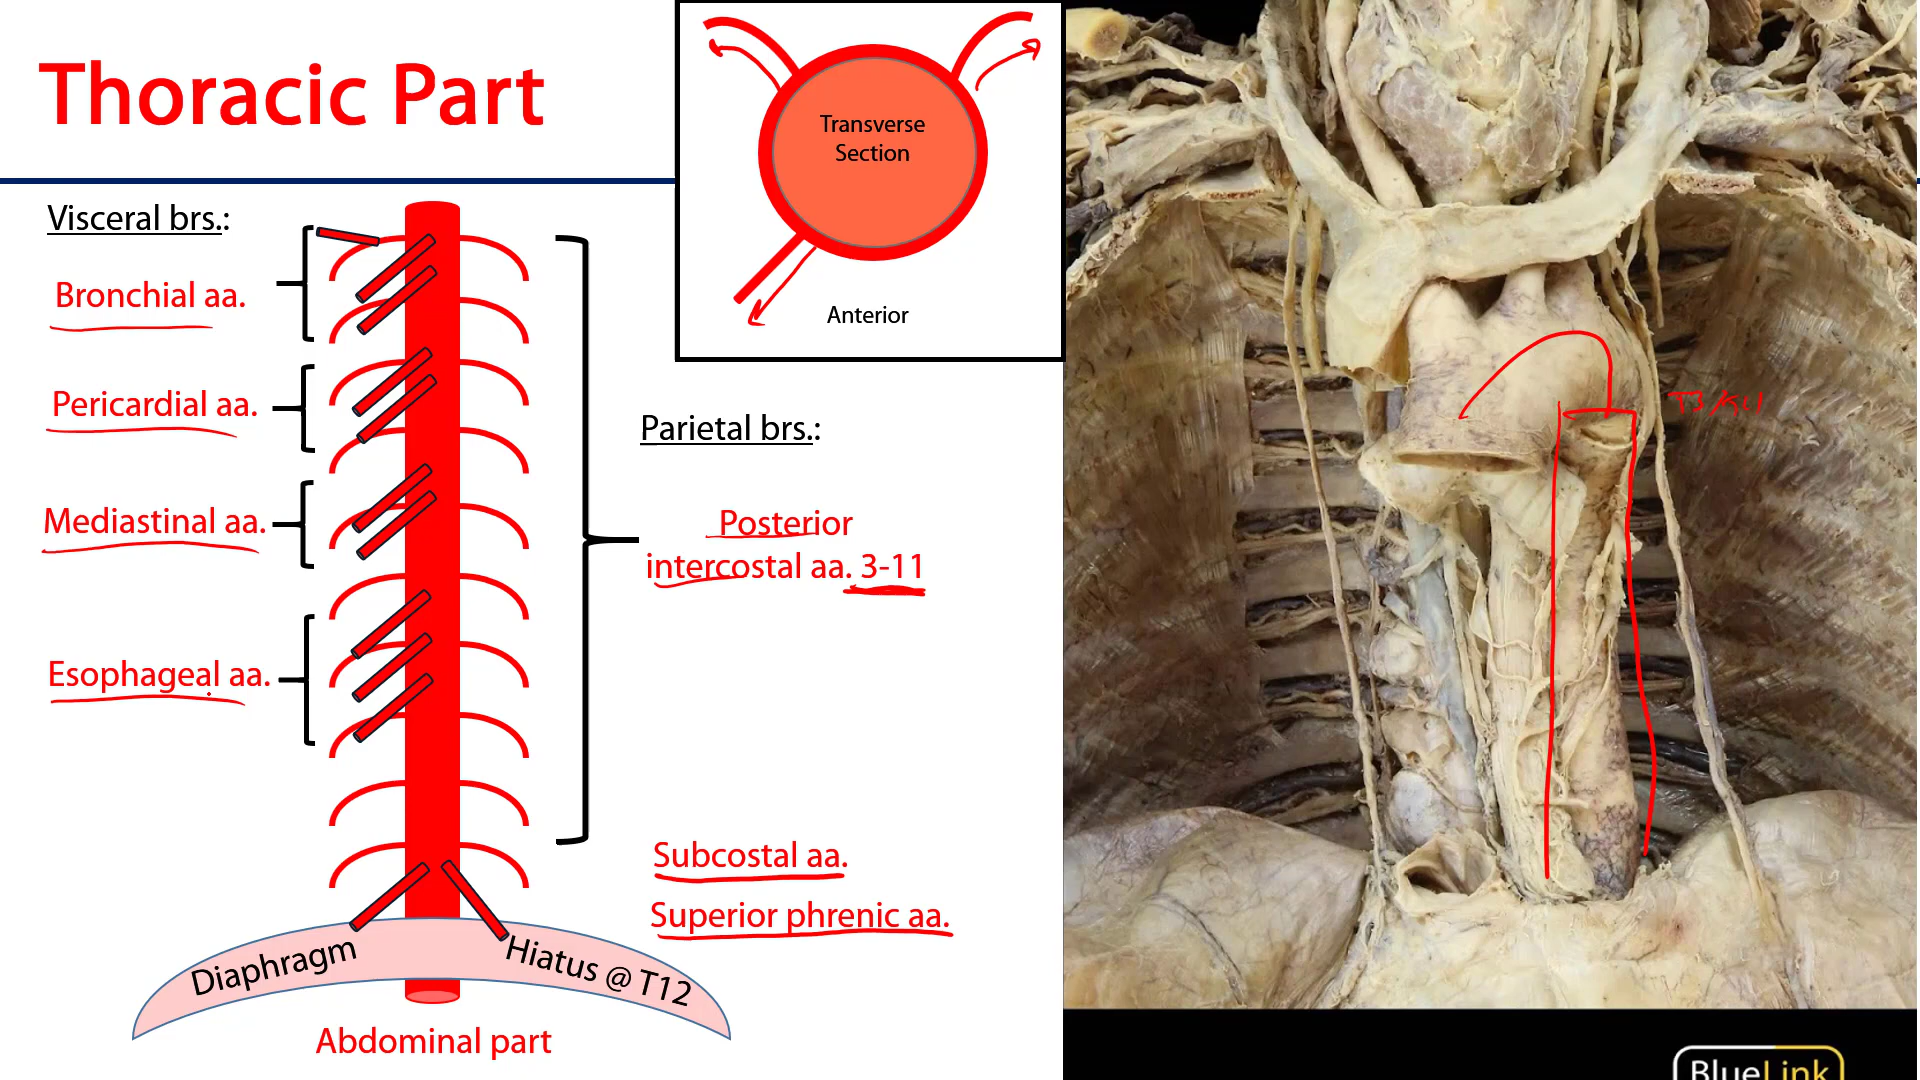 Thoracic Part
Transverse
Section
Anterior
Visceral brs.:
Bronchial aa.
Pericardial aa.
Mediastinal aa.
Esophageal aa.
Parietal brs.:
Posterior
intercostal aa. 3-11
Subcostal aa.
Superior phrenic aa.
Diaphragm
Hiatus @ T12
Abdominal part
BlueLink